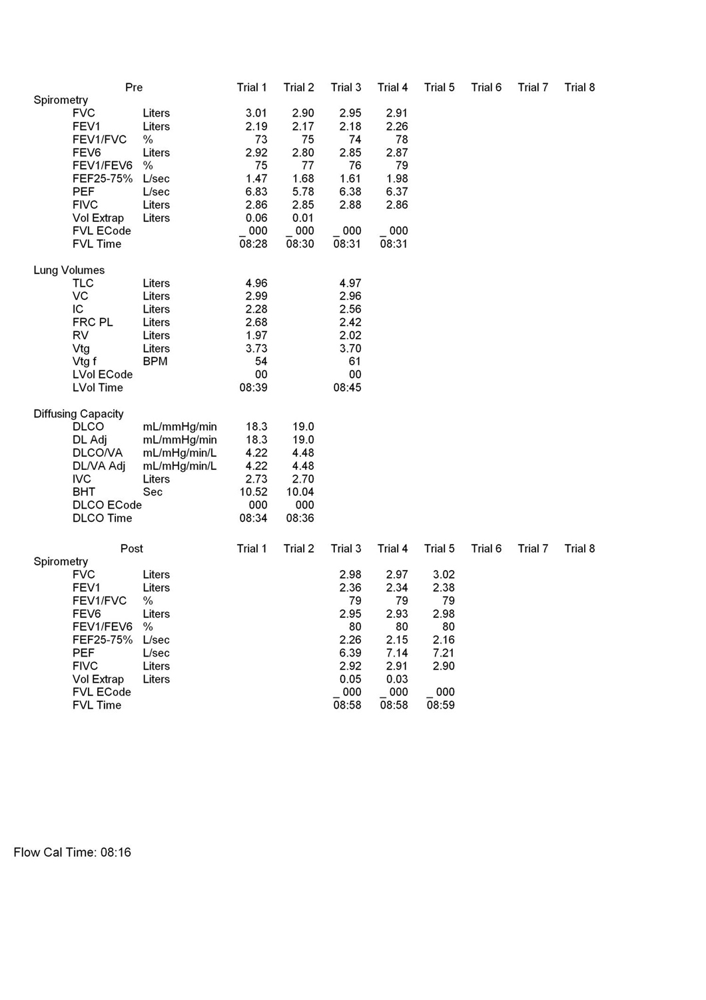 Pre Trial 1 Trial 2 Trial 3 Trial 4 Trial 5 Trial 6 Trial 7 Trial 8
Spirometry
FVC Liters 3.01 2.90 2.95 2.91
FEV1 Liters 2.19 2.17 2.18 2.26
FEV1/FVC % 73 75 74 78
FEV6 Liters 2.92 2.80 2.85 2.87
FEV1/FEV6 % 75 77 76 79
FEF25-75% L/sec 1.47 1.68 1.61 1.98
PEF L/sec 6.83 5.78 6.38 6.37
FIVC Liters 2.86 2.85 2.88 2.86
Vol Extrap Liters 0.06 0.01
FVL ECode _ 000 _ 000 _ 000 _ 000
FVL Time 08:28 08:30 08:31 08:31
Lung Volumes
TLC Liters 4.96 4.97
VC Liters 2.99 2.96
IC Liters 2.28 2.56
FRC PL Liters 2.68 2.42
RV Liters 1.97 2.02
Vtg Liters 3.73 3.70
Vtg f BPM 54 61
LVol ECode 00 00
LVol Time 08:39 08:45
Diffusing Capacity
DLCO mL/mmHg/min 18.3 19.0
DL Adj mL/mmHg/min 18.3 19.0
DLCO/VA mL/mHg/min/L 4.22 4.48
DL/VA Adj mL/mHg/min/L 4.22 4.48
IVC Liters 2.73 2.70
BHT Sec 10.52 10.04
DLCO ECode 000 000
DLCO Time 08:34 08:36
Post Trial 1 Trial 2 Trial 3 Trial 4 Trial 5 Trial 6 Trial 7 Trial 8
Spirometry
FVC Liters 2.98 2.97 3.02
FEV1 Liters 2.36 2.34 2.38
FEV1/FVC % 79 79 79
FEV6 Liters 2.95 2.93 2.98
FEV1/FEV6 % 80 80 80
FEF25-75% L/sec 2.26 2.15 2.16
PEF L/sec 6.39 7.14 7.21
FIVC Liters 2.92 2.91 2.90
Vol Extrap Liters 0.05 0.03
FVL ECode _ 000 _ 000 _ 000
FVL Time 08:58 08:58 08:59
Flow Cal Time: 08:16